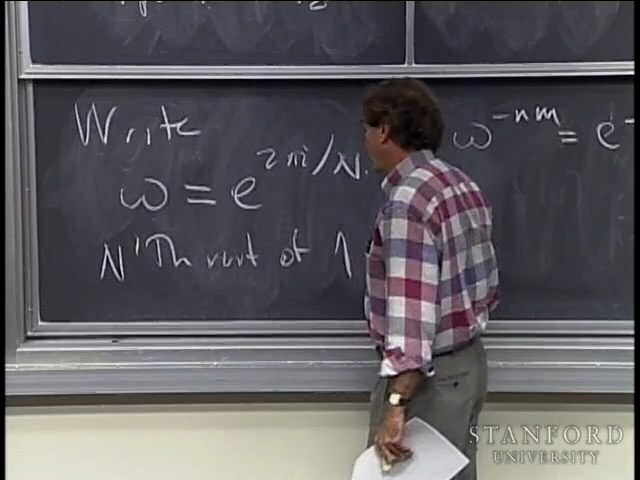 Write
ω = e^{2πi/N}.
N'Th root of 1
ω^{-nm} = e^-
STANFORD
UNIVERSITY